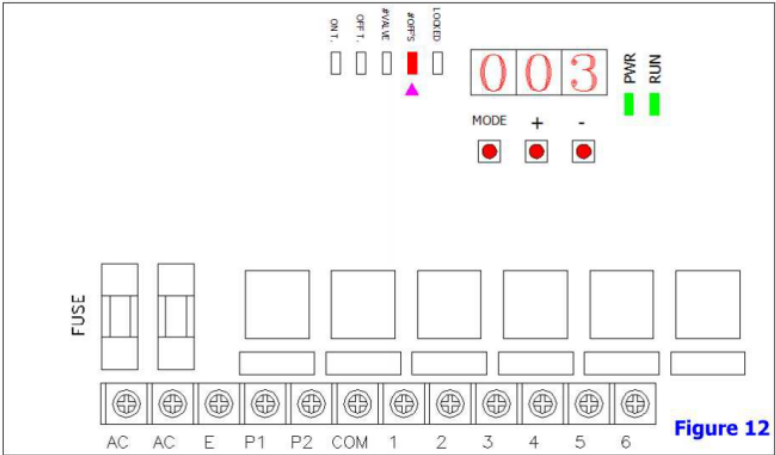 ON T.
OFF T.
#VALVE
#OFFS
LOCKED
003
PWR
RUN
MODE + -
FUSE
AC AC E P1 P2 COM 1 2 3 4 5 6
Figure 12